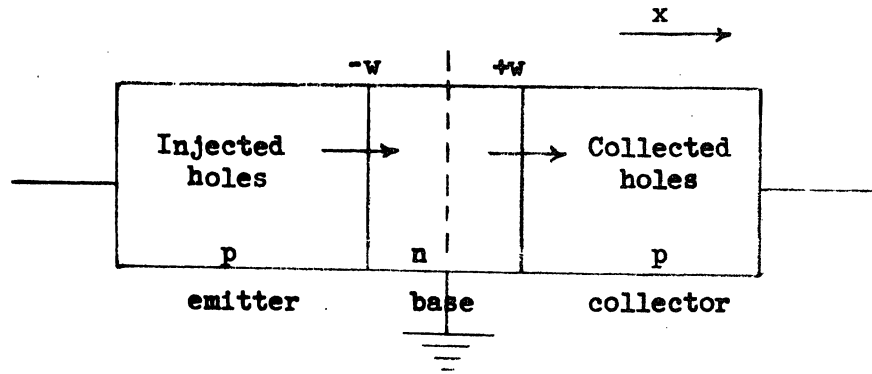 x
-w
+w
Injected
holes
Collected
holes
p
n
p
emitter
base
collector